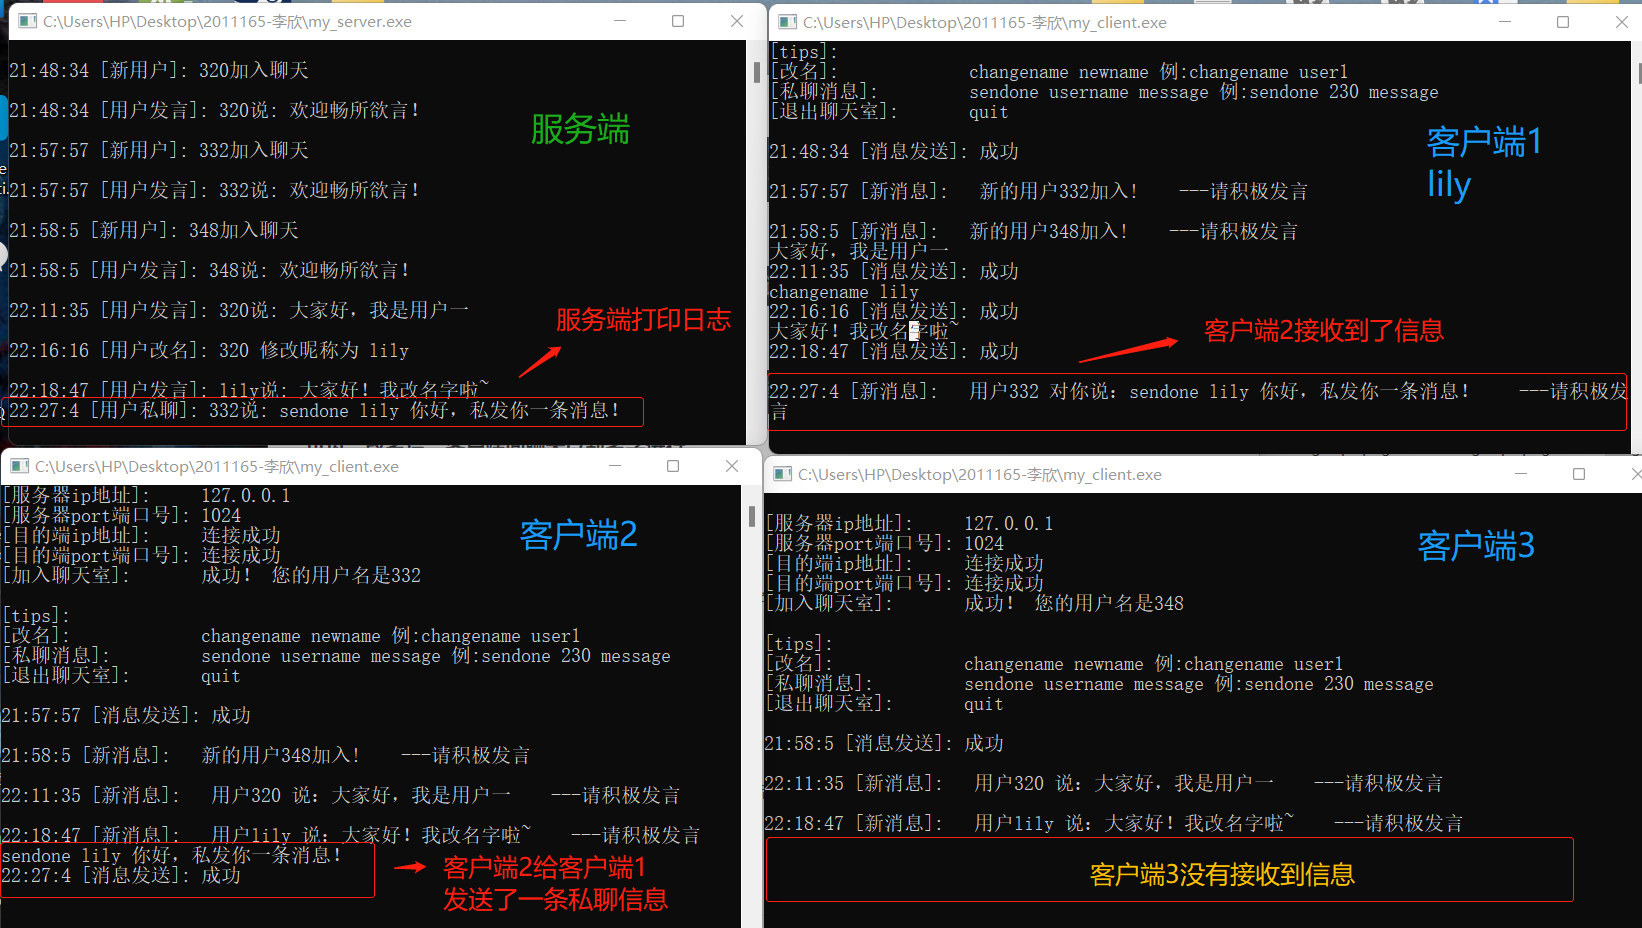 C:\Users\HP\Desktop\2011165-李欣\my_server.exe
21:48:34 [新用户]: 320加入聊天
21:48:34 [用户发言]: 320说: 欢迎畅所欲言!
21:57:57 [新用户]: 332加入聊天
21:57:57 [用户发言]: 332说: 欢迎畅所欲言!
21:58:5 [新用户]: 348加入聊天
21:58:5 [用户发言]: 348说: 欢迎畅所欲言!
22:11:35 [用户发言]: 320说: 大家好，我是用户一
22:16:16 [用户改名]: 320 修改昵称为 lily
22:18:47 [用户发言]: lily说: 大家好！我改名字啦~
22:27:4 [用户私聊]: 332说: sendone lily 你好，私发你一条消息！
服务端
服务端打印日志
C:\Users\HP\Desktop\2011165-李欣\my_client.exe
[tips]:
[改名]: changename newname 例:changename user1
[私聊消息]: sendone username message 例:sendone 230 message
[退出聊天室]: quit
21:48:34 [消息发送]: 成功
21:57:57 [新消息]: 新的用户332加入! ---请积极发言
21:58:5 [新消息]: 新的用户348加入! ---请积极发言
大家好，我是用户一
22:11:35 [消息发送]: 成功
changename lily
22:16:16 [消息发送]: 成功
大家好！我改名字啦~
22:18:47 [消息发送]: 成功
22:27:4 [新消息]: 用户332 对你说：sendone lily 你好，私发你一条消息！ ---请积极发
言
客户端1
lily
客户端2接收到了信息
C:\Users\HP\Desktop\2011165-李欣\my_client.exe
[服务器ip地址]: 127.0.0.1
[服务器port端口号]: 1024
[目的端ip地址]: 连接成功
[目的端port端口号]: 连接成功
[加入聊天室]: 成功！ 您的用户名是332
[tips]:
[改名]: changename newname 例:changename user1
[私聊消息]: sendone username message 例:sendone 230 message
[退出聊天室]: quit
21:57:57 [消息发送]: 成功
21:58:5 [新消息]: 新的用户348加入! ---请积极发言
22:11:35 [新消息]: 用户320 说：大家好，我是用户一 ---请积极发言
22:18:47 [新消息]: 用户lily 说：大家好！我改名字啦~ ---请积极发言
sendone lily 你好，私发你一条消息！
22:27:4 [消息发送]: 成功
客户端2
客户端2给客户端1
发送了一条私聊信息
C:\Users\HP\Desktop\2011165-李欣\my_client.exe
[服务器ip地址]: 127.0.0.1
[服务器port端口号]: 1024
[目的端ip地址]: 连接成功
[目的端port端口号]: 连接成功
[加入聊天室]: 成功！ 您的用户名是348
[tips]:
[改名]: changename newname 例:changename user1
[私聊消息]: sendone username message 例:sendone 230 message
[退出聊天室]: quit
21:58:5 [消息发送]: 成功
22:11:35 [新消息]: 用户320 说：大家好，我是用户一 ---请积极发言
22:18:47 [新消息]: 用户lily 说：大家好！我改名字啦~ ---请积极发言
客户端3
客户端3没有接收到信息